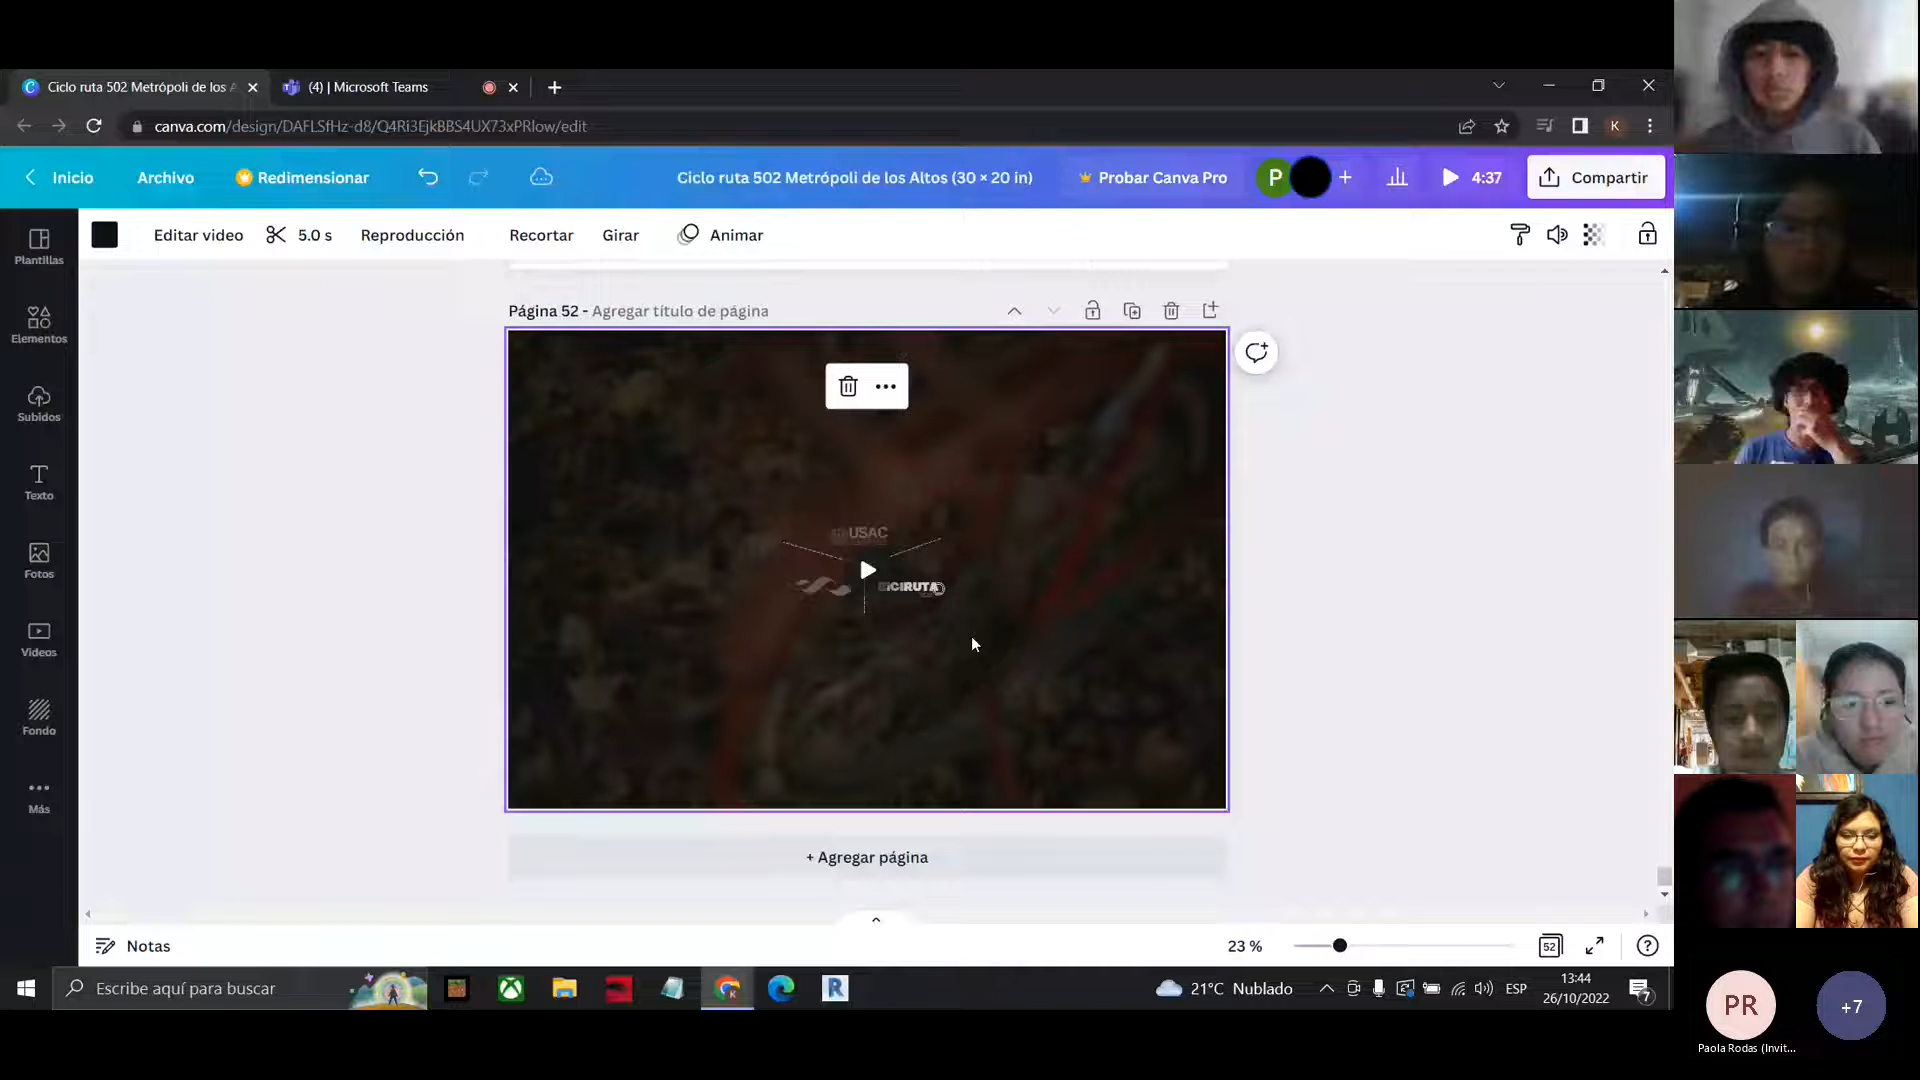 Ciclo ruta 502 Metrópoli de los A
(4) | Microsoft Teams
canva.com/design/DAFLSfHz-d8/Q4Ri3EjkBBS4UX73xPRIow/edit
K
Inicio
Archivo
Redimensionar
Ciclo ruta 502 Metrópoli de los Altos (30 × 20 in)
Probar Canva Pro
P
4:37
Compartir
Editar video
5.0 s
Reproducción
Recortar
Girar
Animar
Plantillas
Elementos
Subidos
Texto
Fotos
Videos
Fondo
Más
Página 52 - Agregar título de página
USAC
CIRUTA
+ Agregar página
Notas
23 %
52
Escribe aquí para buscar
21°C Nublado
ESP
13:44
26/10/2022
7
PR
Paola Rodas (Invit...
+7